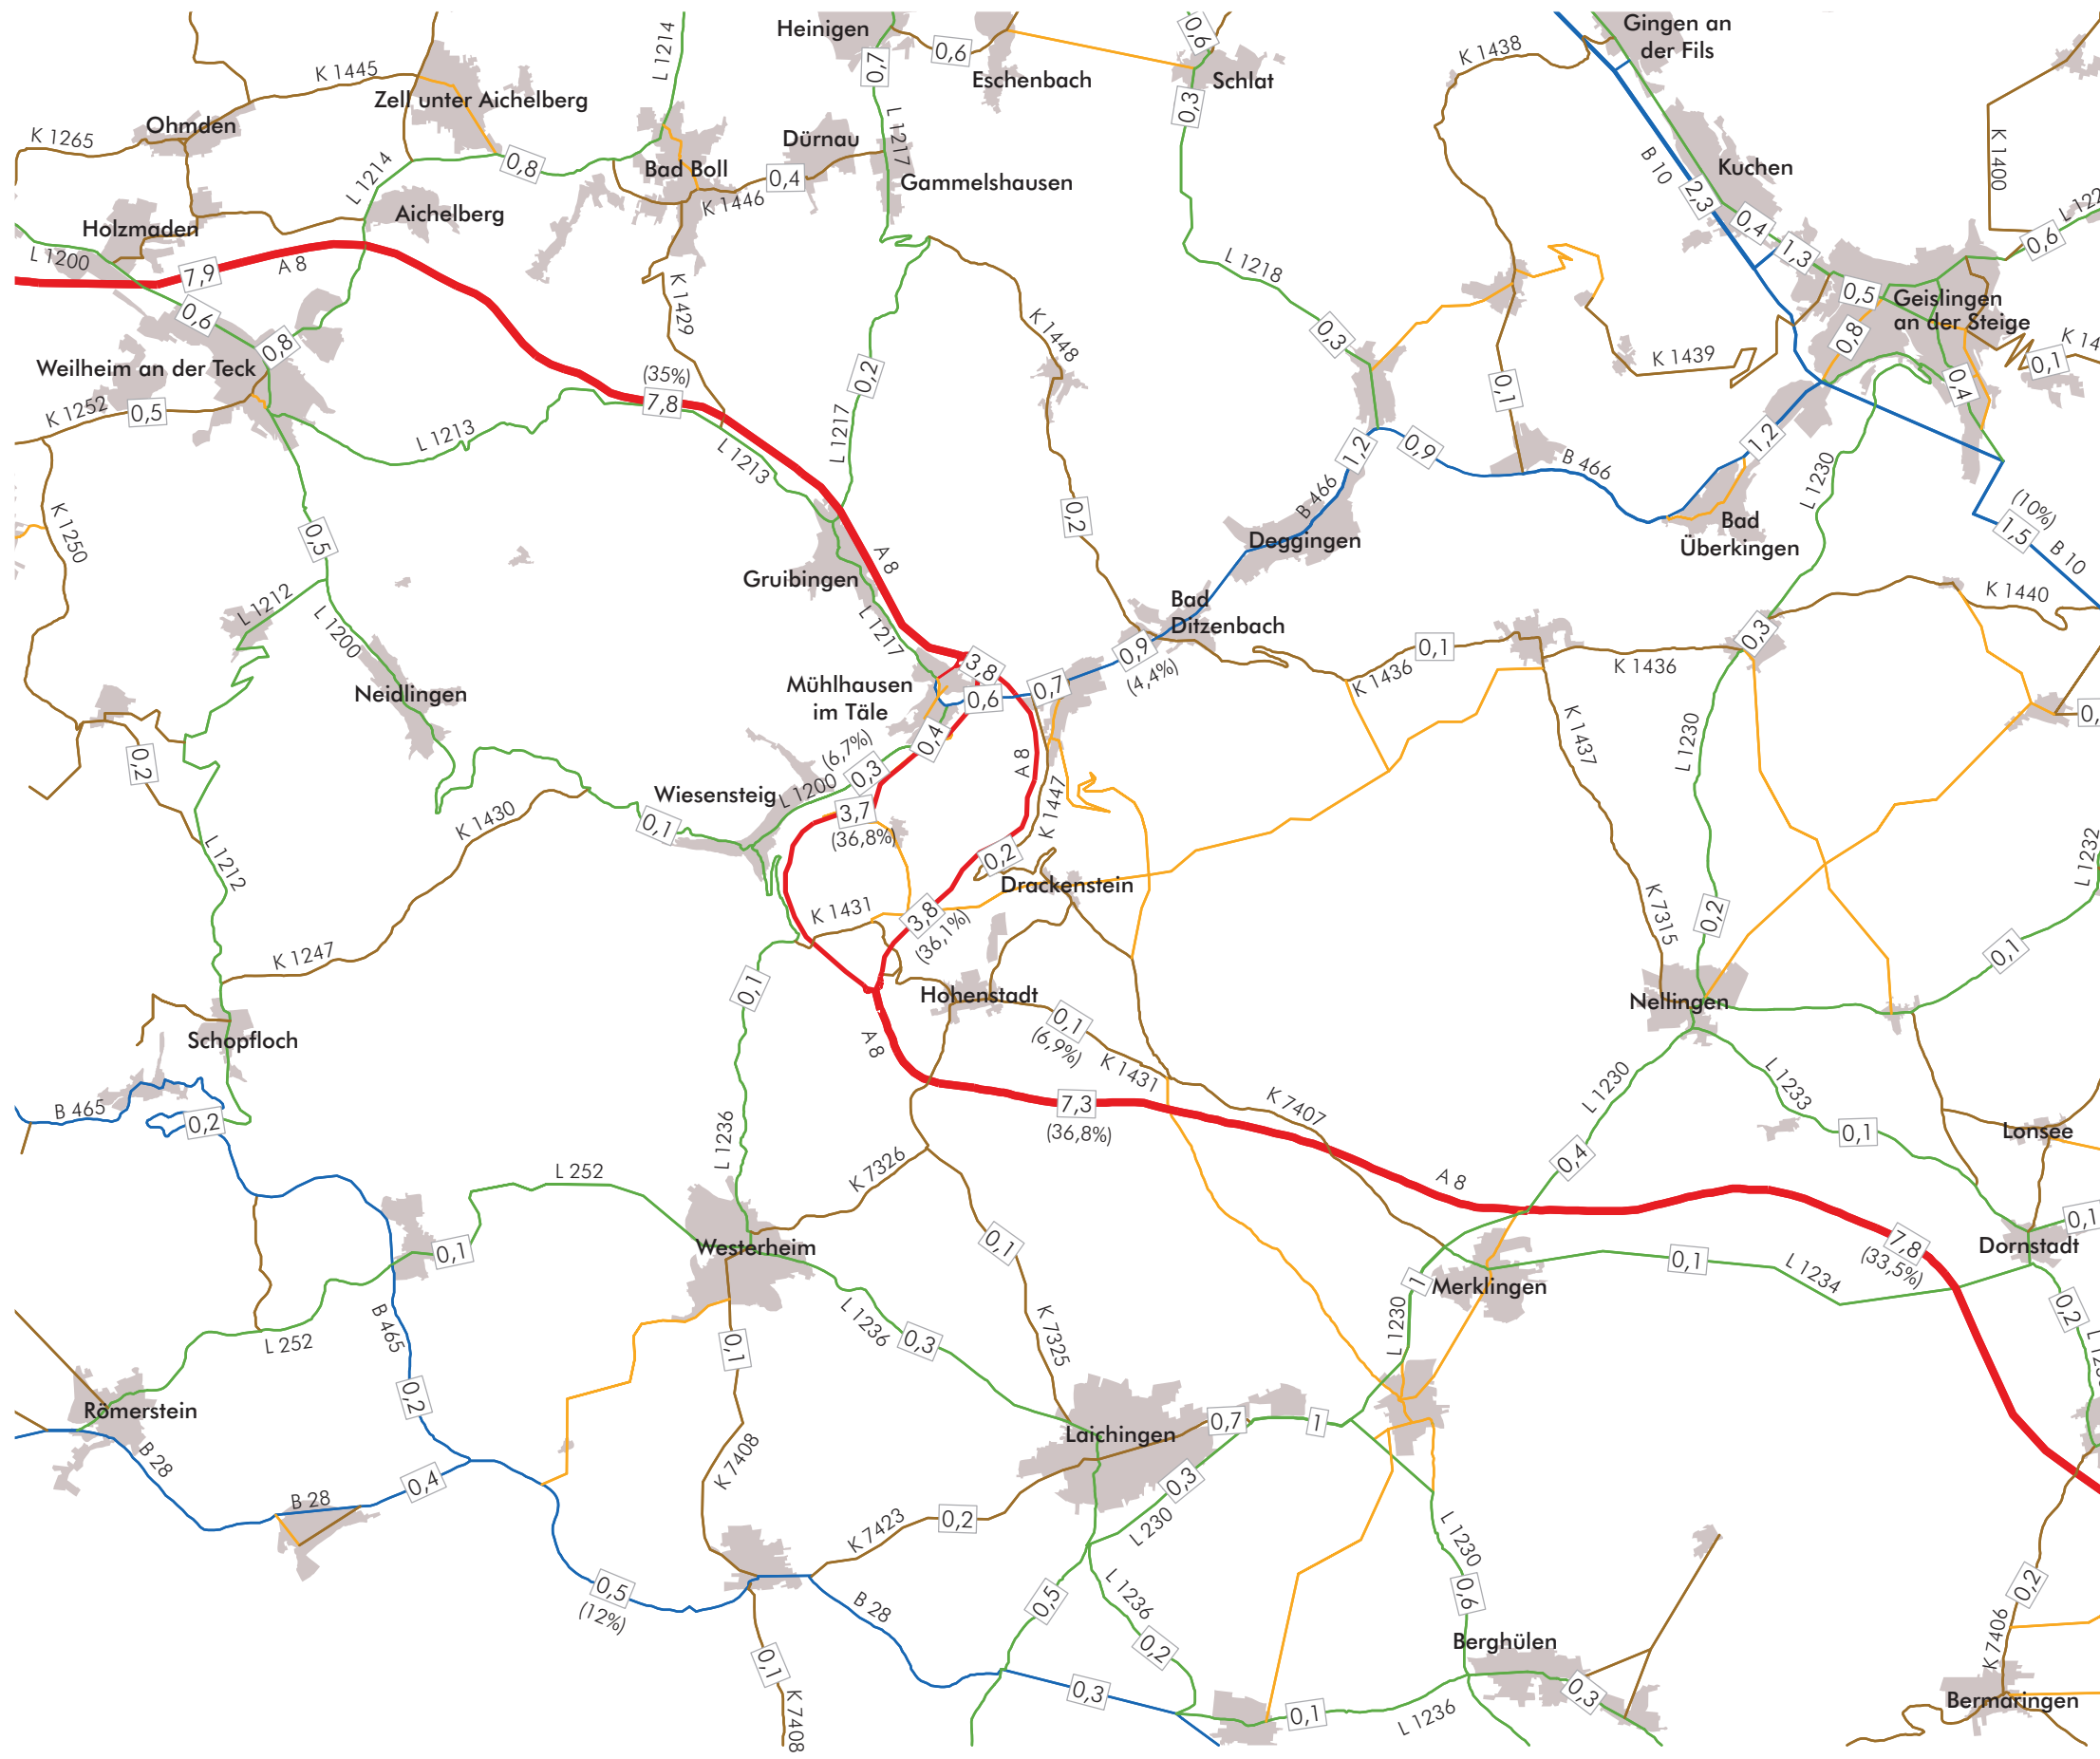 Heinigen
0,6
Eschenbach
0,7
L 1214
0,6
Schlat
0,3
K 1438
Gingen an
der Fils
K 1445
Zell unter Aichelberg
Ohmden
K 1265
0,8
L 1214
Bad Boll
Dürnau
0,4
K 1446
L 1217
Gammelshausen
Kuchen
B 10
2,3
0,4
1,3
K 1400
0,6
Aichelberg
Holzmaden
L 1200
7,9
A 8
0,6
0,8
K 1429
L 1218
0,3
0,5
0,8
Geislingen
an der Steige
0,1
0,4
K 1439
K 1448
Weilheim an der Teck
K 1252
0,5
(35%)
7,8
0,2
L 1217
L 1213
L 1213
0,1
1,2
0,9
B 466
B 466
1,2
L 1230
Bad
Überkingen
(10%)
1,5
B 10
K 1250
0,5
0,2
A 8
Deggingen
Gruibingen
L 1217
Bad
Ditzenbach
L 1212
L 1200
0,9
(4,4%)
0,1
K 1436
K 1436
0,3
K 1440
3,8
0,6
0,7
Mühlhausen
im Täle
Neidlingen
0,4
(6,7%)
0,3
L 1200
A 8
K 1447
K 1437
L 1230
0,2
Wiesensteig
0,1
3,7
(36,8%)
K 1430
0,2
Drackenstein
L 1212
K 1431
3,8
(36,1%)
K 7315
0,2
L 1232
0,1
K 1247
0,1
Hohenstadt
0,1
(6,9%)
K 1431
Nellingen
Schopfloch
A 8
B 465
0,2
7,3
(36,8%)
K 7407
L 1230
0,4
L 1233
0,1
Lonsee
L 1236
K 7326
L 252
A 8
0,1
Dornstadt
7,8
(33,5%)
0,1
0,1
Westerheim
0,1
L 1234
Merklingen
1
L 1230
0,2
L 252
B 465
0,2
L 1236
0,3
0,1
K 7325
Römerstein
B 28
0,4
B 28
K 7408
Laichingen
0,7
1
0,3
L 230
K 7423
0,2
L 1230
0,6
0,5
(12%)
B 28
0,5
L 1236
0,2
0,1
K 7408
0,3
0,1
L 1236
Berghülen
0,3
0,2
K 7406
Bermaringen